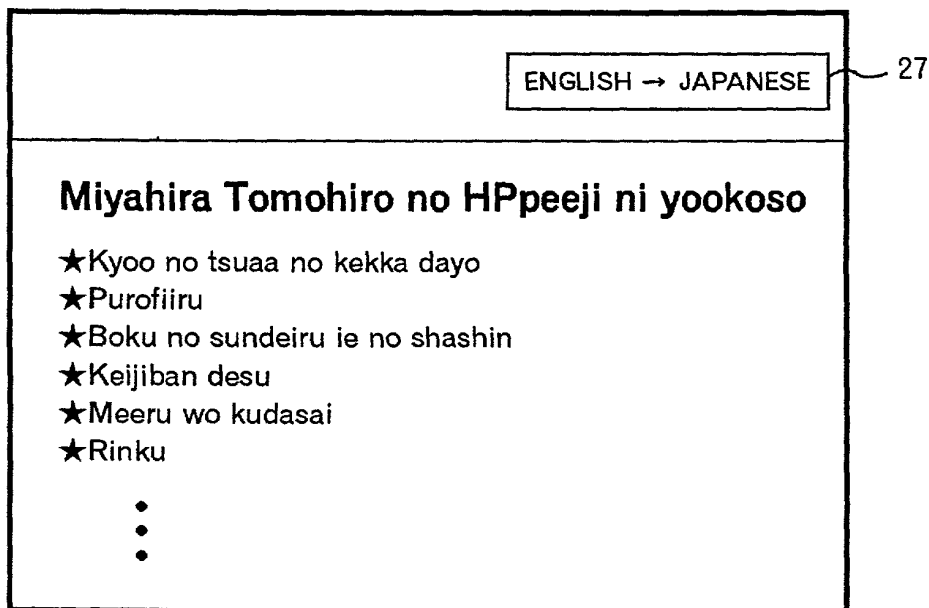 ENGLISH → JAPANESE
27
Miyahira Tomohiro no HPpeeji ni yookoso
★Kyoo no tsuaa no kekka dayo
★Purofiiru
★Boku no sundeiru ie no shashin
★Keijiban desu
★Meeru wo kudasai
★Rinku